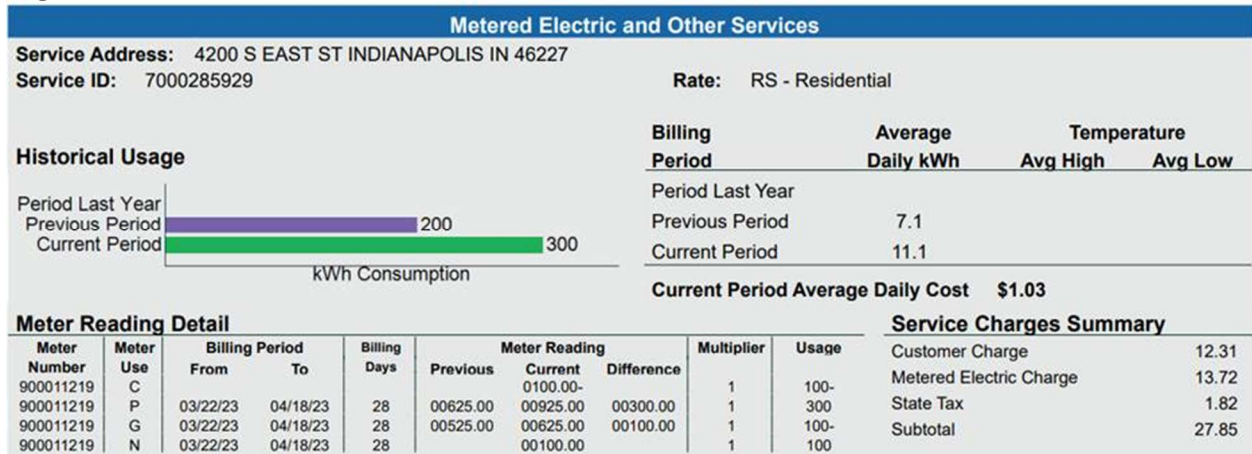 Metered Electric and Other Services
Service Address: 4200 S EAST ST INDIANAPOLIS IN 46227
Service ID: 7000285929
Rate: RS - Residential
Historical Usage
Period Last Year
Previous Period 200
Current Period 300
kWh Consumption
Billing Average Temperature
Period Daily kWh Avg High Avg Low
Period Last Year
Previous Period 7.1
Current Period 11.1
Current Period Average Daily Cost $1.03
Meter Reading Detail
Meter Meter Billing Period Billing Meter Reading Multiplier Usage
Number Use From To Days Previous Current Difference
900011219 C 0100.00- 1 100-
900011219 P 03/22/23 04/18/23 28 00625.00 00925.00 00300.00 1 300
900011219 G 03/22/23 04/18/23 28 00525.00 00625.00 00100.00 1 100-
900011219 N 03/22/23 04/18/23 28 00100.00 1 100
Service Charges Summary
Customer Charge 12.31
Metered Electric Charge 13.72
State Tax 1.82
Subtotal 27.85